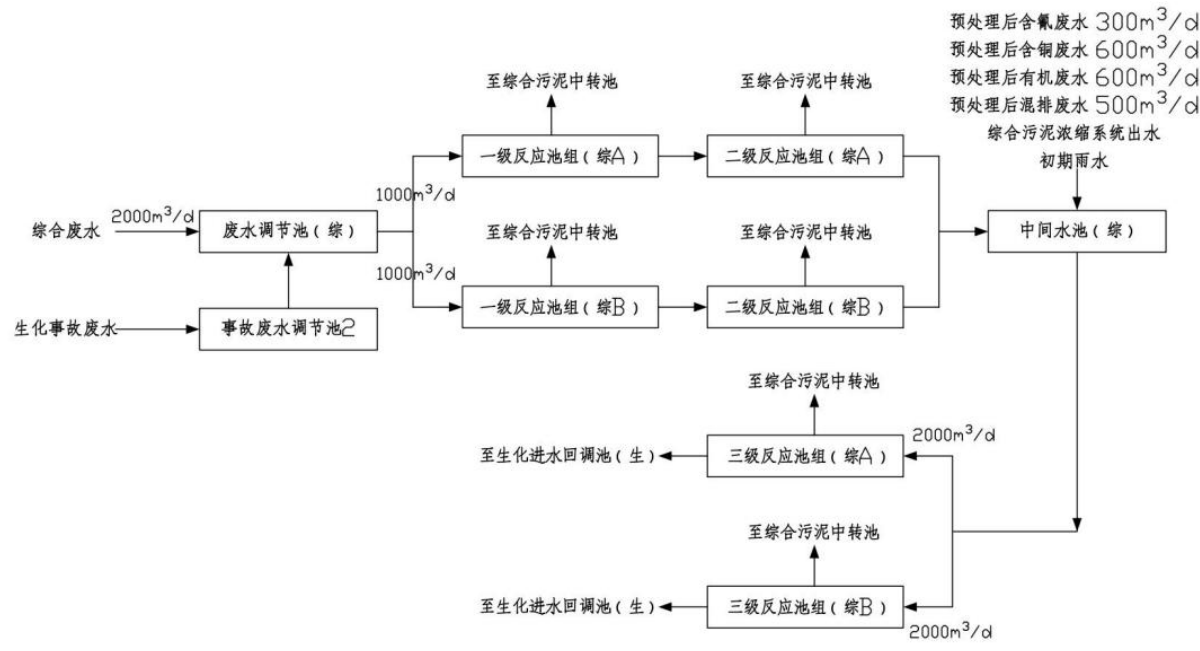 预处理后含氰废水 300m³/d
预处理后含铜废水 600m³/d
预处理后有机废水 600m³/d
预处理后混排废水 500m³/d
综合污泥浓缩系统出水
初期雨水
至综合污泥中转池
至综合污泥中转池
一级反应池组(综A)
二级反应池组(综A)
1000m³/d
2000m³/d
综合废水
废水调节池(综)
至综合污泥中转池
至综合污泥中转池
中间水池(综)
1000m³/d
一级反应池组(综B)
二级反应池组(综B)
生化事故废水
事故废水调节池2
至综合污泥中转池
2000m³/d
至生化进水回调池(生)
三级反应池组(综A)
至综合污泥中转池
至生化进水回调池(生)
三级反应池组(综B)
2000m³/d